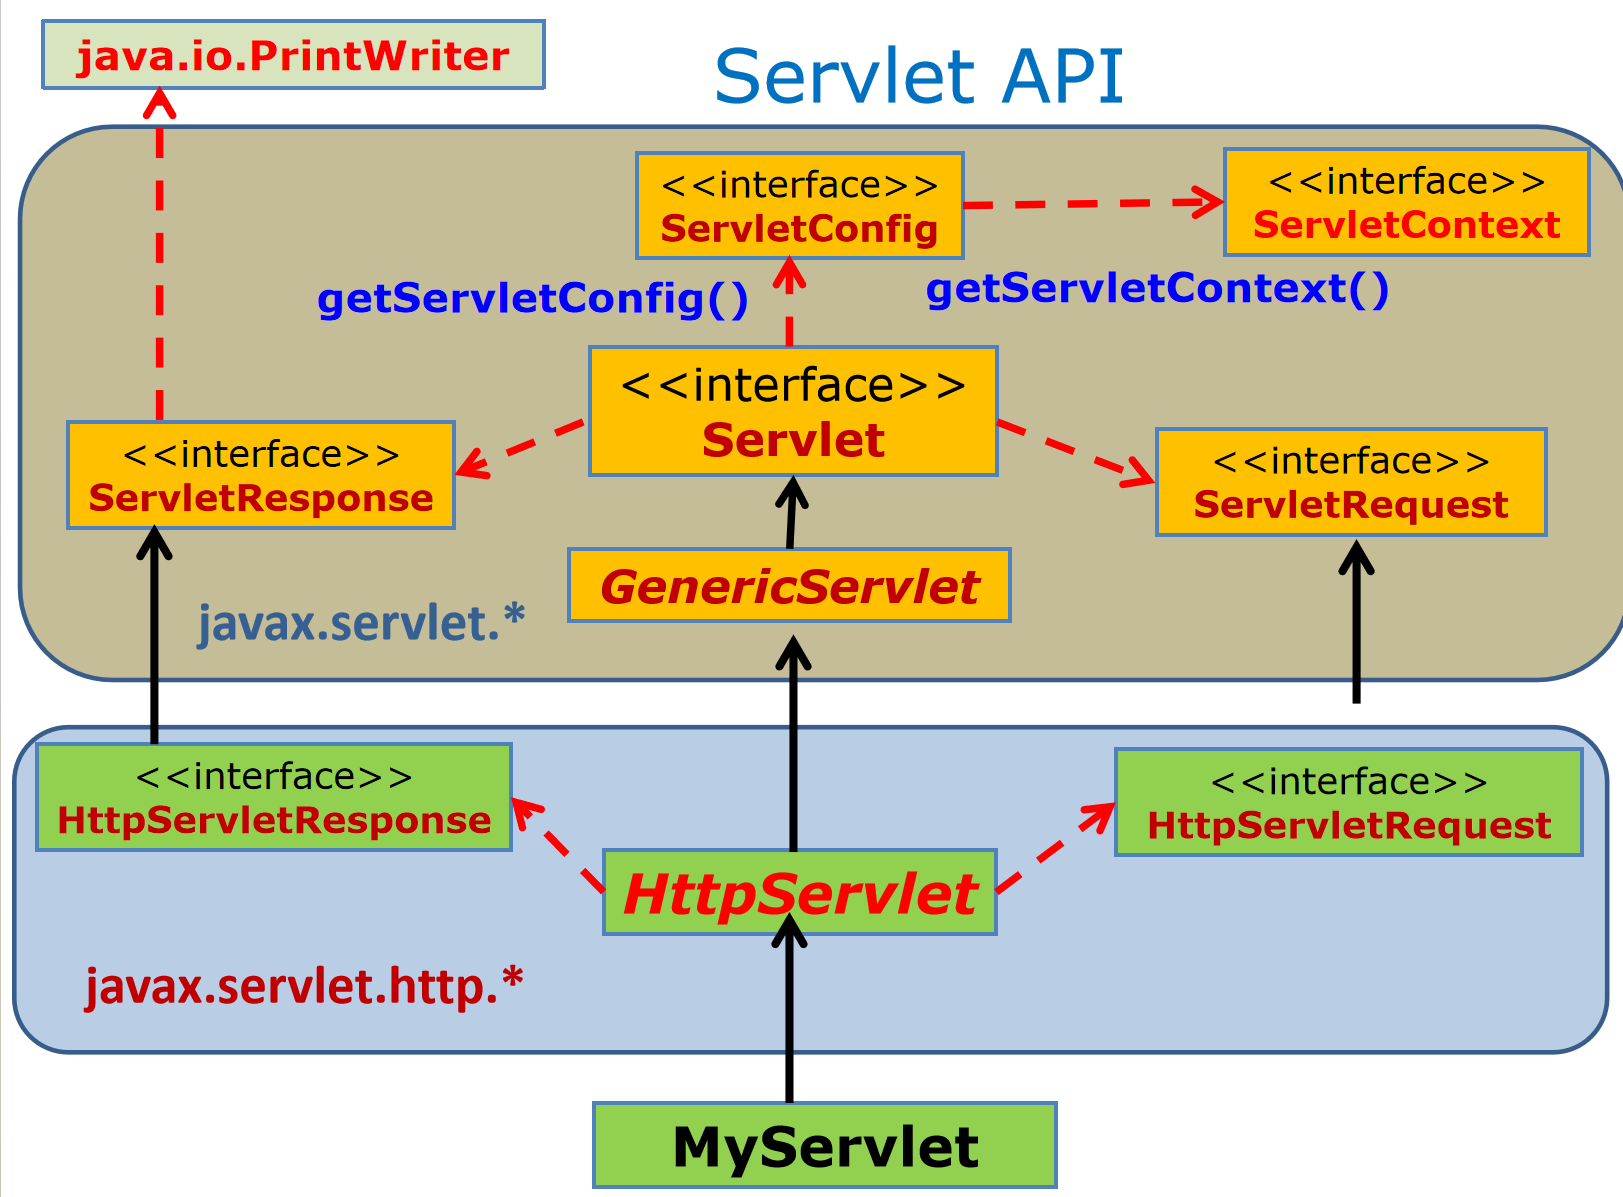 java.io.PrintWriter
Servlet API
<<interface>>
ServletConfig
<<interface>>
ServletContext
getServletConfig()
getServletContext()
<<interface>>
Servlet
<<interface>>
ServletResponse
<<interface>>
ServletRequest
GenericServlet
javax.servlet.*
<<interface>>
HttpServletResponse
<<interface>>
HttpServletRequest
HttpServlet
javax.servlet.http.*
MyServlet